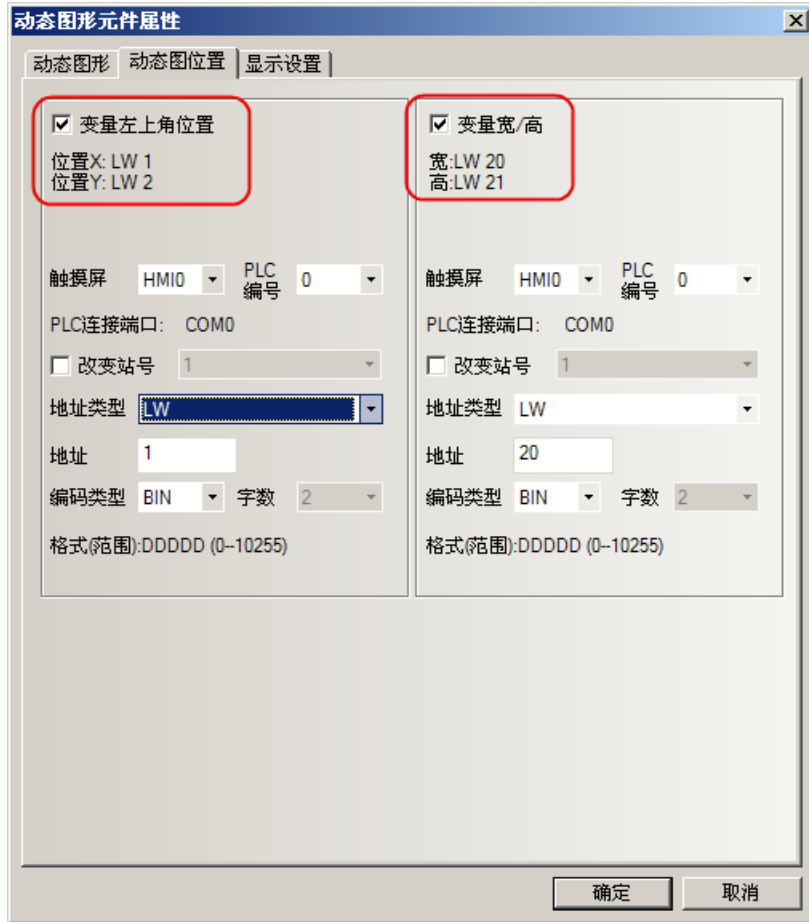 动态图形元件属性
动态图形 动态图位置 显示设置
变量左上角位置
位置X: LW 1
位置Y: LW 2
触摸屏 HMI0 PLC编号 0
PLC连接端口: COM0
改变站号 1
地址类型 LW
地址 1
编码类型 BIN 字数 2
格式(范围):DDDDD (0--10255)
变量宽/高
宽:LW 20
高:LW 21
触摸屏 HMI0 PLC编号 0
PLC连接端口: COM0
改变站号 1
地址类型 LW
地址 20
编码类型 BIN 字数 2
格式(范围):DDDDD (0--10255)
确定 取消